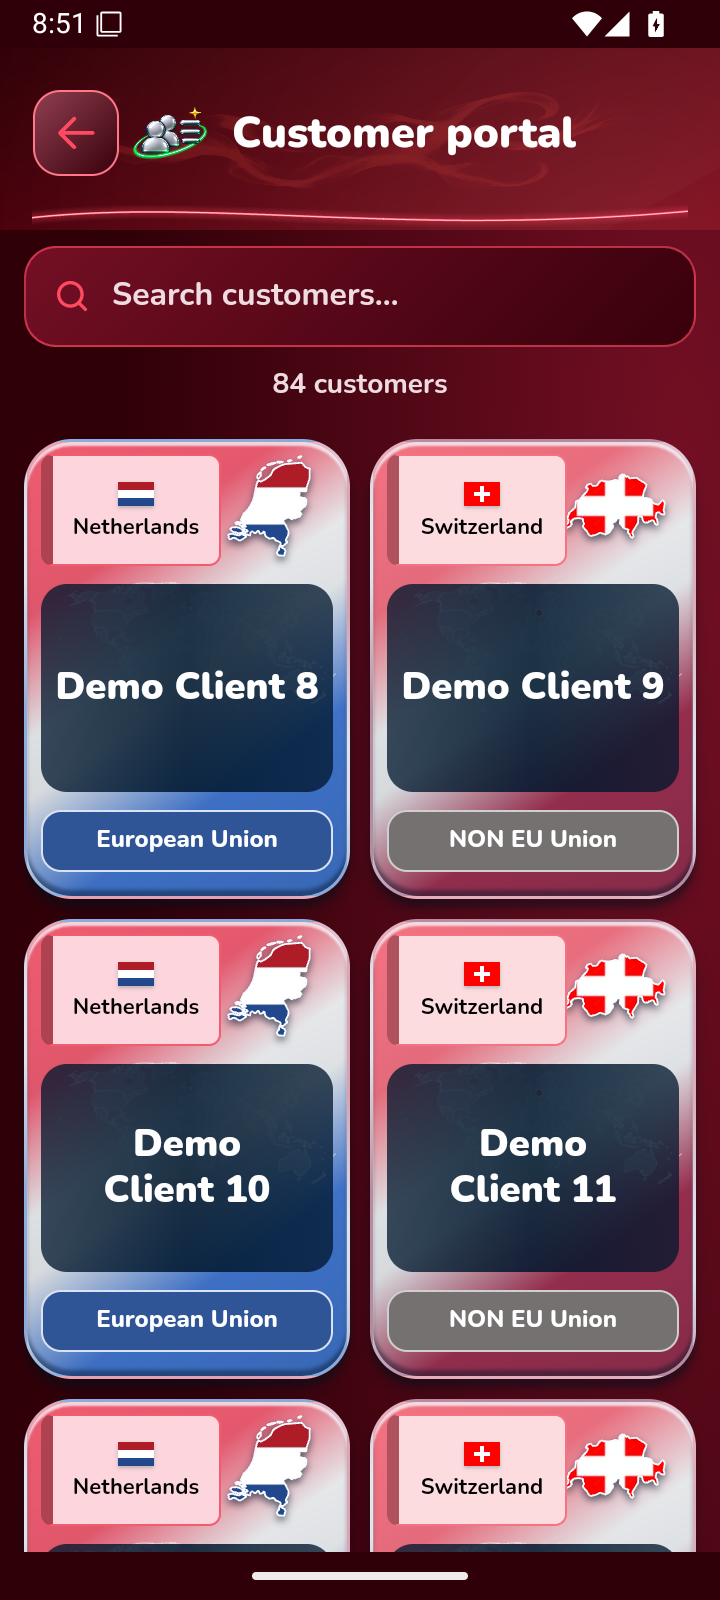 8:51
Customer portal
Search customers...
84 customers
Netherlands
Switzerland
Demo Client 8
Demo Client 9
European Union
NON EU Union
Netherlands
Switzerland
Demo
Client 10
Demo
Client 11
European Union
NON EU Union
Netherlands
Switzerland